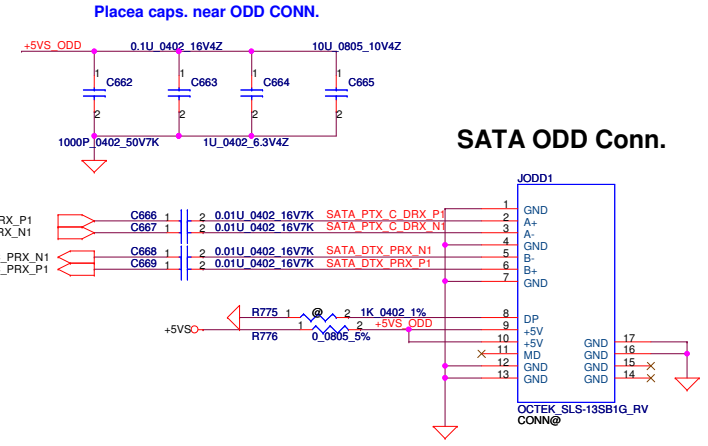 Placea caps. near ODD CONN.
+5VS_ODD
0.1U_0402_16V4Z
10U_0805_10V4Z
1
C662
1
C663
1
C664
1
C665
2
2
2
2
1000P_0402_50V7K
1U_0402_6.3V4Z
SATA ODD Conn.
JODD1
RX_P1
C666 1 2 0.01U_0402_16V7K SATA_PTX_C_DRX_P1
RX_N1
C667 1 2 0.01U_0402_16V7K SATA_PTX_C_DRX_N1
_PRX_N1
C668 1 2 0.01U_0402_16V7K SATA_DTX_PRX_N1
_PRX_P1
C669 1 2 0.01U_0402_16V7K SATA_DTX_PRX_P1
1 GND
2 A+
3 A-
4 GND
5 B-
6 B+
7 GND
R775 1 @ 2 1K_0402_1%
+5VS
1 2 +5VS_ODD
R776 0_0805_5%
8 DP
9 +5V
10 +5V
11 MD
12 GND
13 GND
GND 17
GND 16
GND 15
GND 14
OCTEK_SLS-13SB1G_RV
CONN@